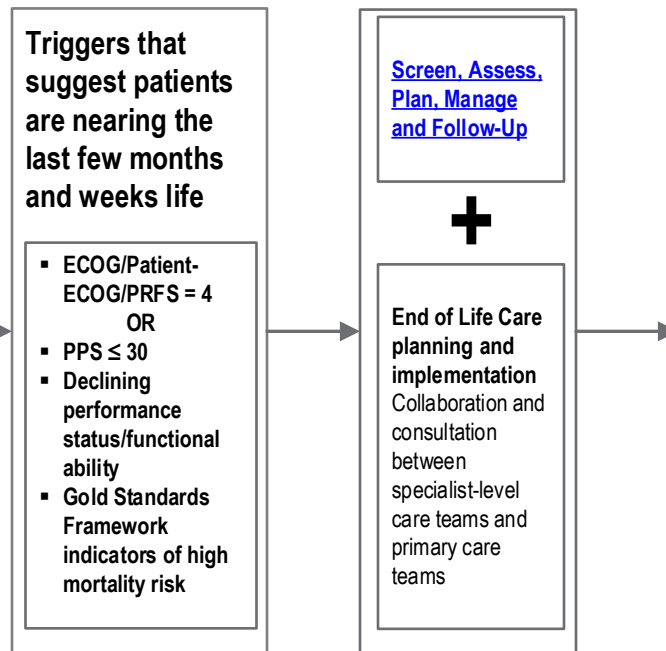 Triggers that
suggest patients
are nearing the
last few months
and weeks life
▪ ECOG/Patient-
ECOG/PRFS = 4
OR
▪ PPS ≤ 30
▪ Declining
performance
status/functional
ability
▪ Gold Standards
Framework
indicators of high
mortality risk
Screen, Assess,
Plan, Manage
and Follow-Up
+
End of Life Care
planning and
implementation
Collaboration and
consultation
between
specialist-level
care teams and
primary care
teams